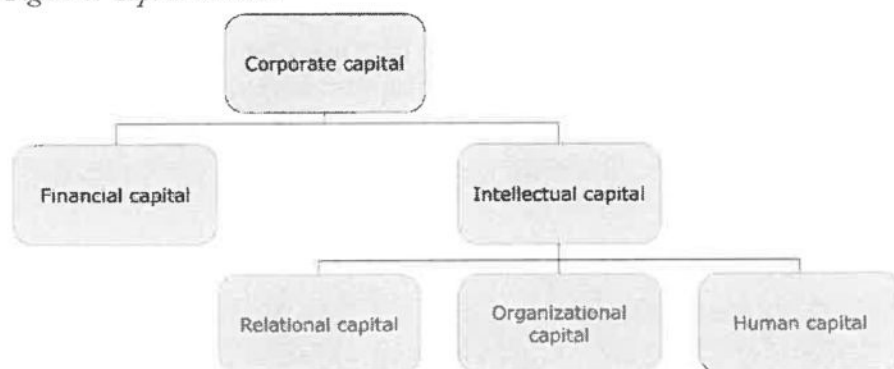 Corporate capital
Financial capital
Intellectual capital
Relational capital
Organizational
capital
Human capital